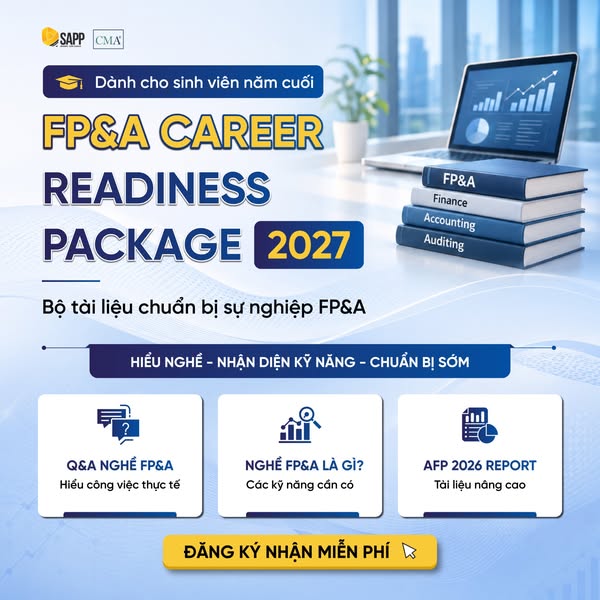 SAPP
CMA
Dành cho sinh viên năm cuối
FP&A CAREER
READINESS
PACKAGE 2027
FP&A
Finance
Accounting
Auditing
Bộ tài liệu chuẩn bị sự nghiệp FP&A
HIỂU NGHỀ - NHẬN DIỆN KỸ NĂNG - CHUẨN BỊ SỚM
Q&A NGHỀ FP&A
Hiểu công việc thực tế
NGHỀ FP&A LÀ GÌ?
Các kỹ năng cần có
AFP 2026 REPORT
Tài liệu nâng cao
ĐĂNG KÝ NHẬN MIỄN PHÍ